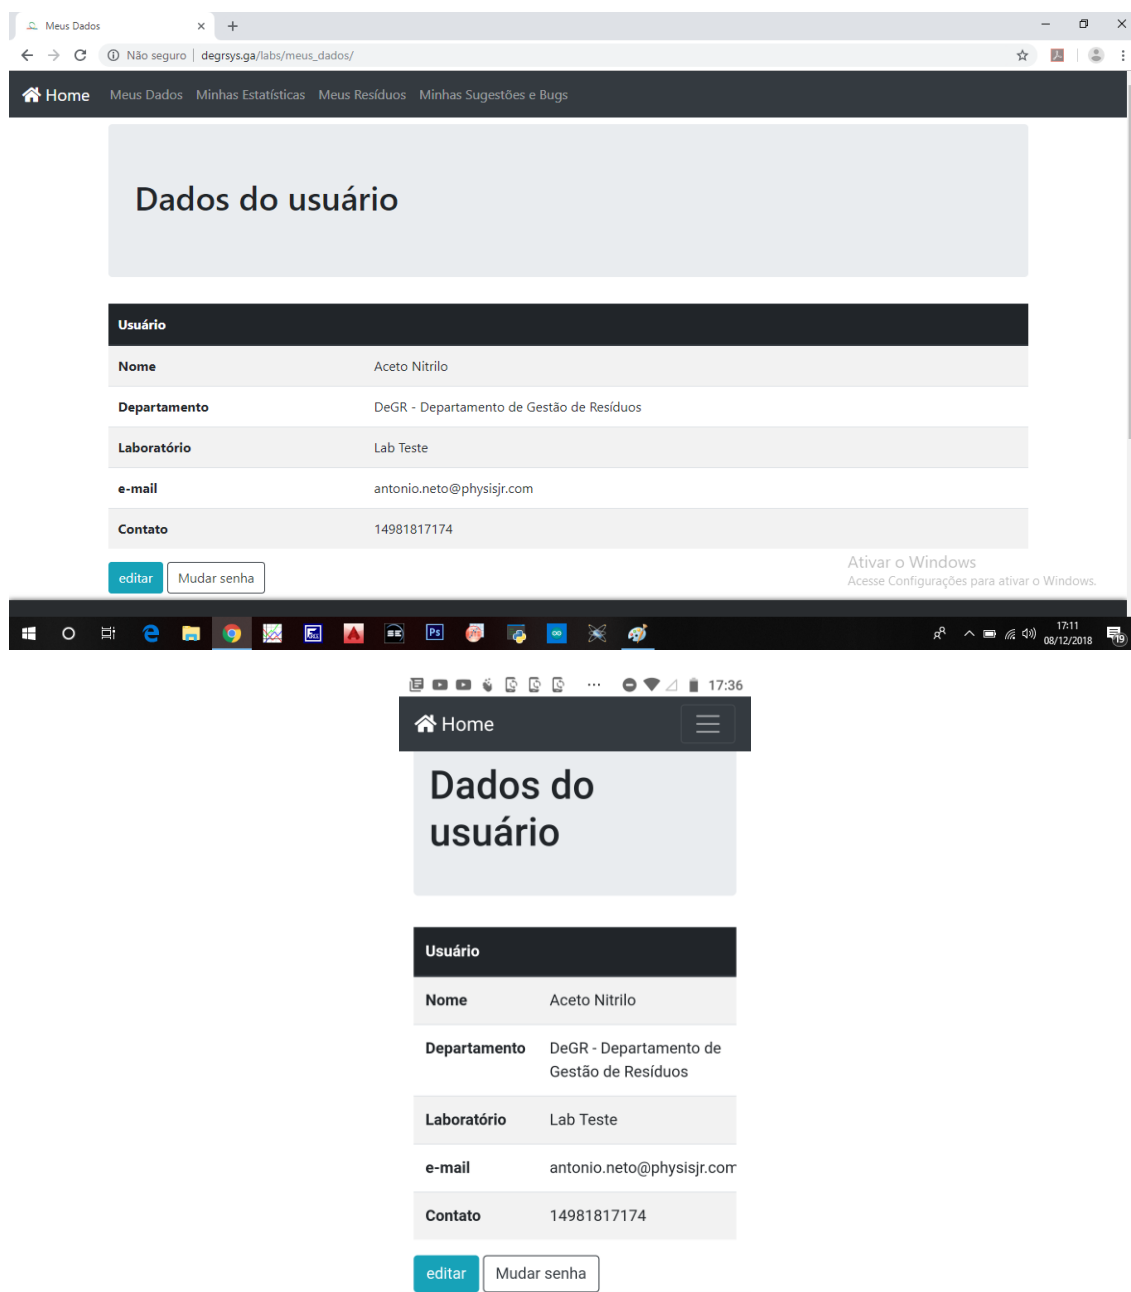 Meus Dados
Não seguro | degrsys.ga/labs/meus_dados/
Home Meus Dados Minhas Estatísticas Meus Resíduos Minhas Sugestões e Bugs
Dados do usuário
Usuário
Nome Aceto Nitrilo
Departamento DeGR - Departamento de Gestão de Resíduos
Laboratório Lab Teste
e-mail antonio.neto@physisjr.com
Contato 14981817174
editar Mudar senha
Ativar o Windows
Acesse Configurações para ativar o Windows.
Ps
17:11
08/12/2018
19
17:36
Home
Dados do
usuário
Usuário
Nome Aceto Nitrilo
Departamento DeGR - Departamento de
Gestão de Resíduos
Laboratório Lab Teste
e-mail antonio.neto@physisjr.com
Contato 14981817174
editar Mudar senha